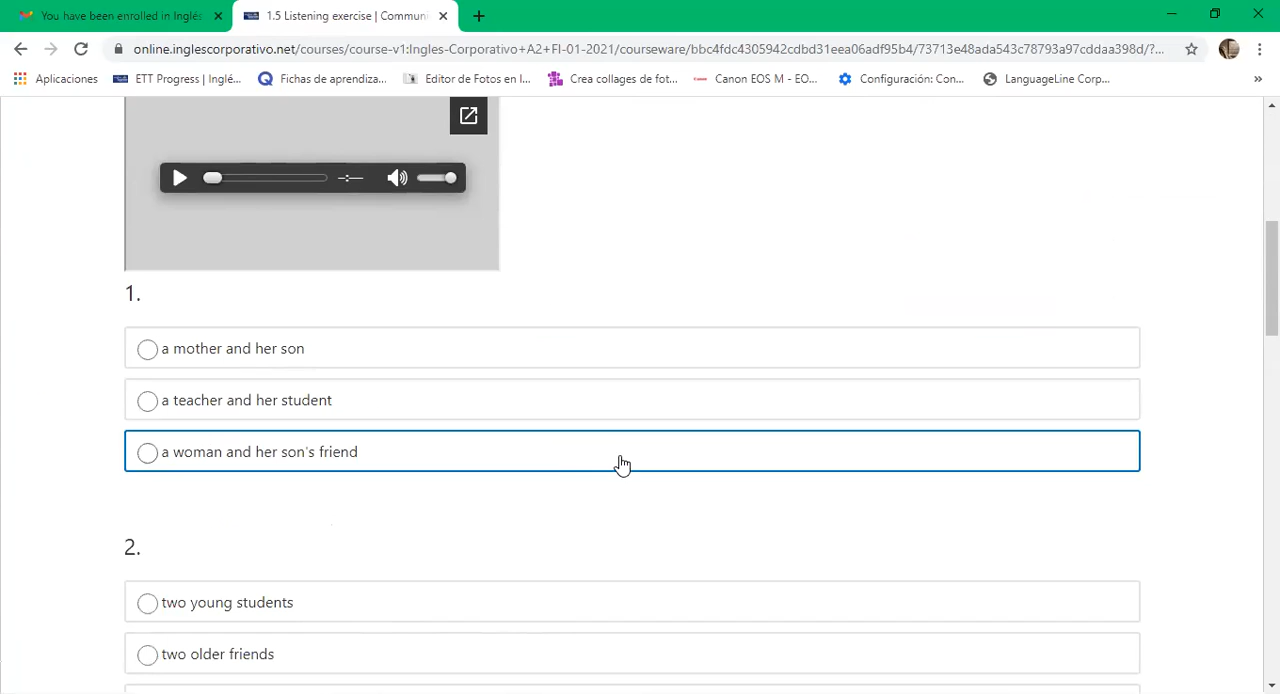 You have been enrolled in Inglés
1.5 Listening exercise | Commun
online.inglescorporativo.net/courses/course-v1:Ingles-Corporativo+A2+FI-01-2021/courseware/bbc4fdc4305942cdbd31eea06adf95b4/73713e48ada543c78793a97cddaa398d/?...
Aplicaciones
ETT Progress | Inglé...
Fichas de aprendiza...
Editor de Fotos en l...
Crea collages de fot...
Canon EOS M - EO...
Configuración: Con...
LanguageLine Corp...
»
-:--
1.
a mother and her son
a teacher and her student
a woman and her son's friend
2.
two young students
two older friends